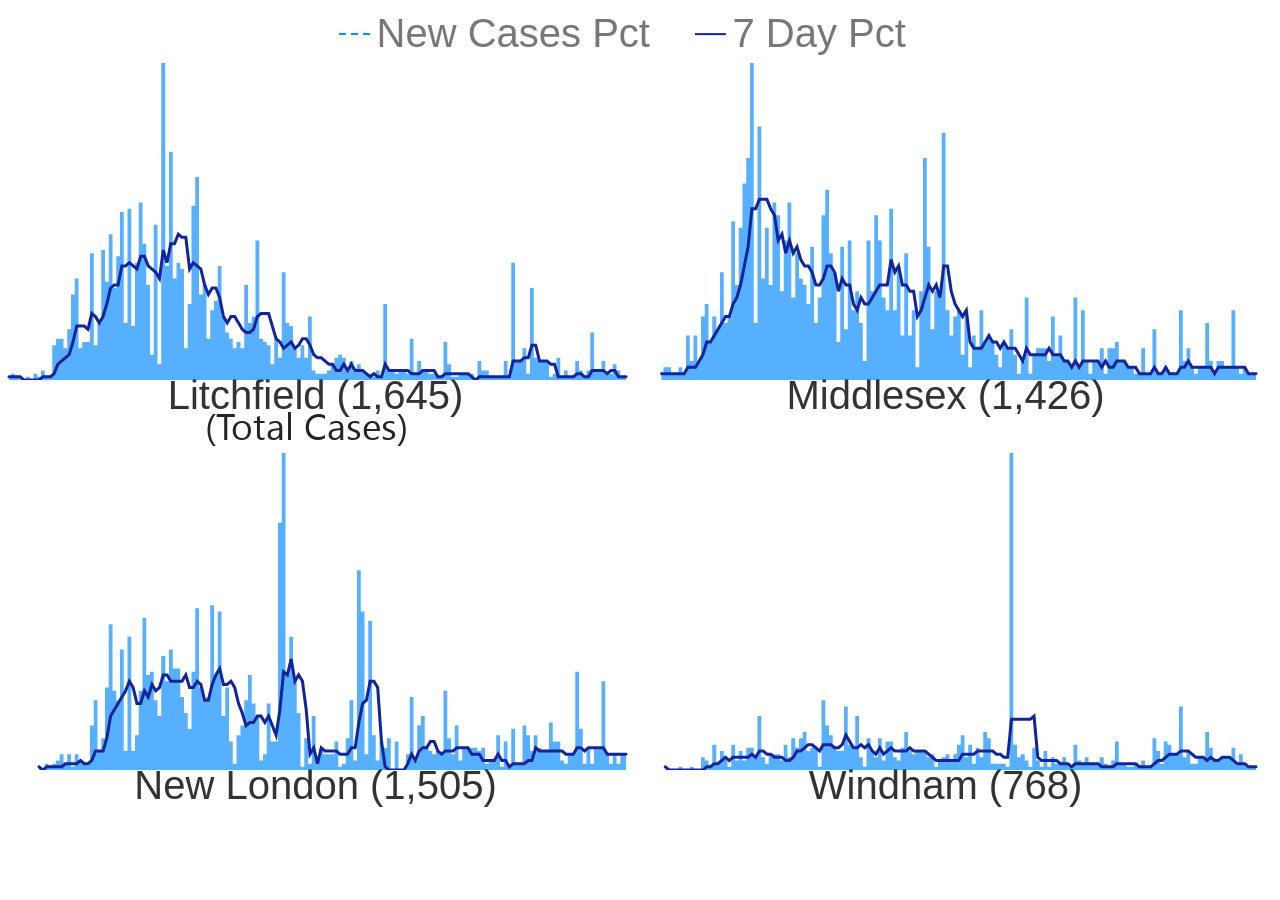 New Cases Pct 7 Day Pct
Litchfield (1,645) Middlesex (1,426)
(Total Cases)
New London (1,505) Windham (768)